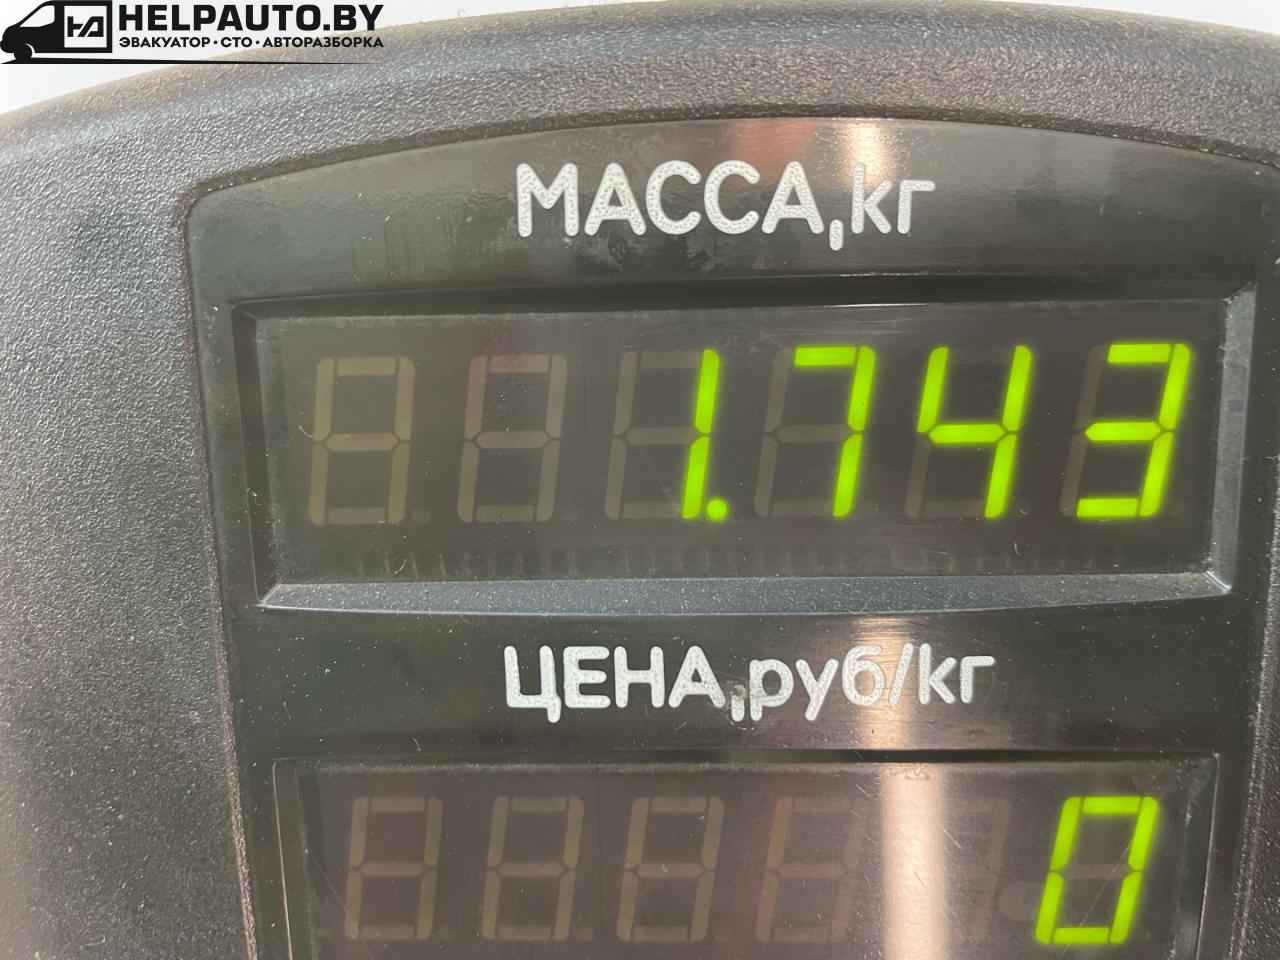 HELPAUTO.BY
ЭВАКУАТОР · СТО · АВТОРАЗБОРКА
МАССА,кг
1.743
ЦЕНА,руб/кг
0